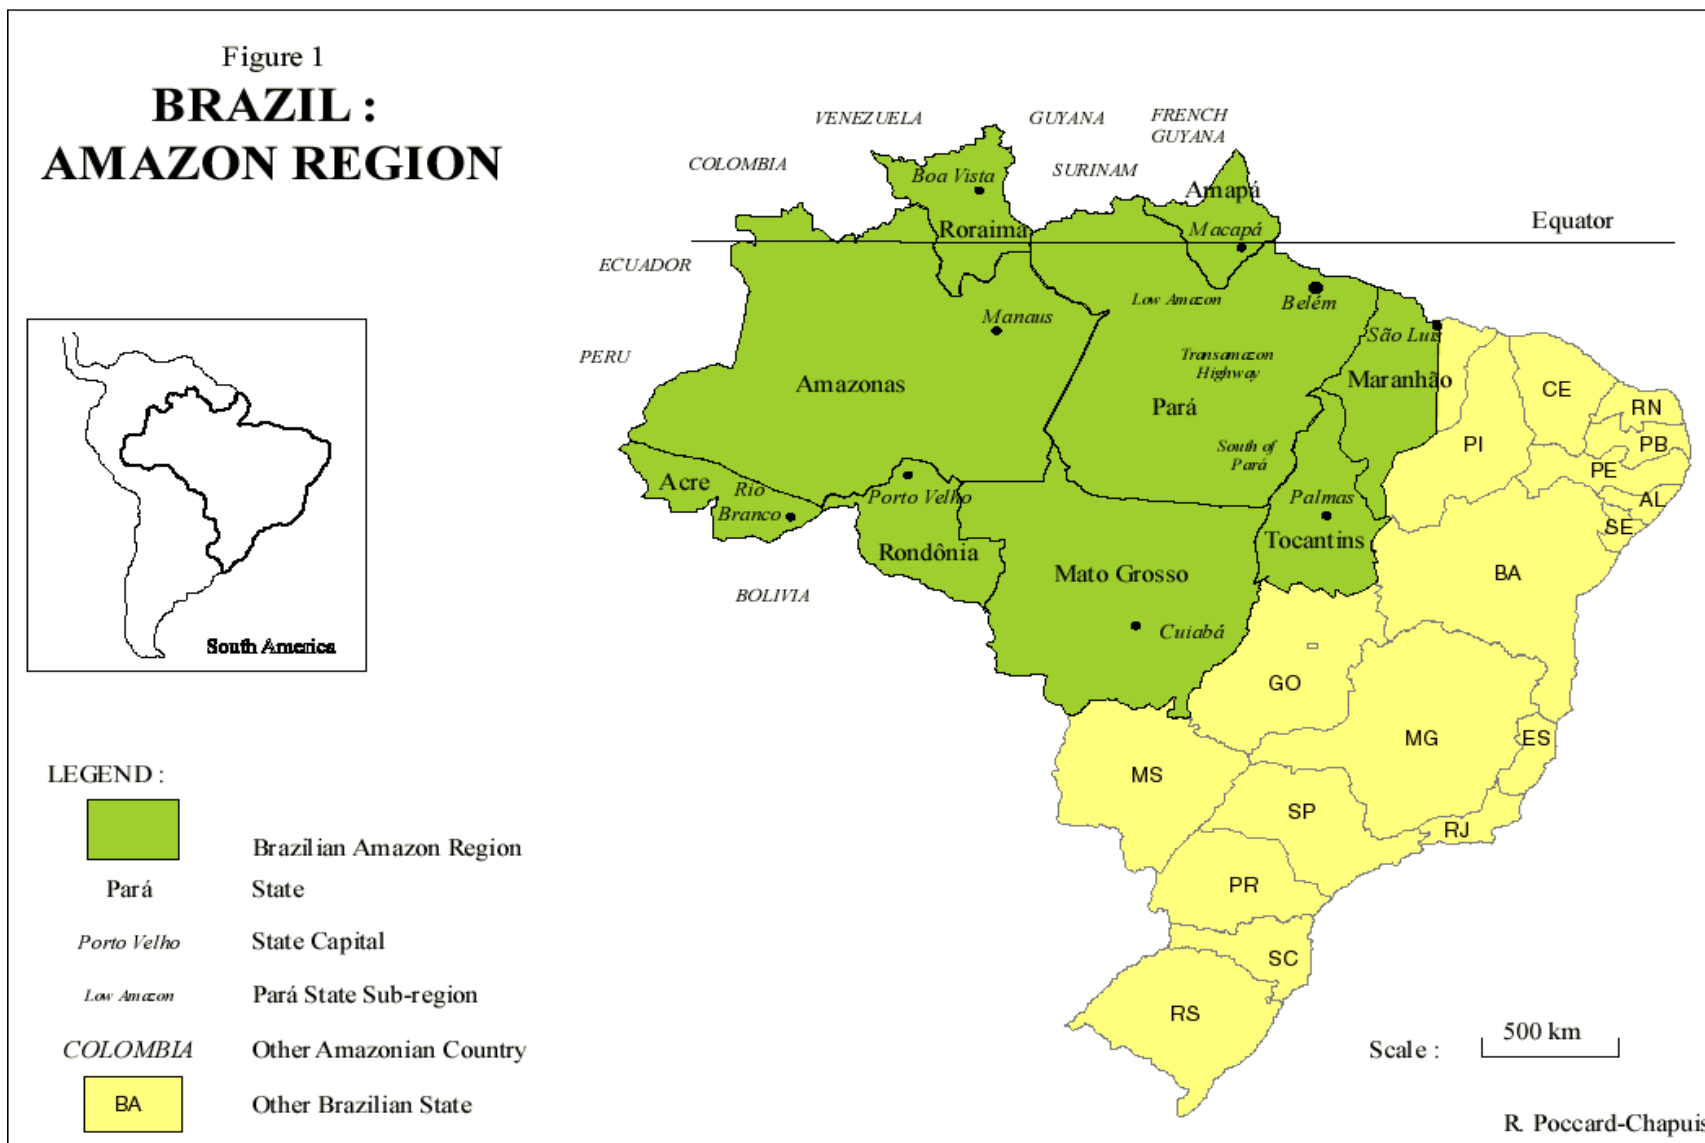 Figure 1
BRAZIL :
AMAZON REGION
VENEZUELA
GUYANA
FRENCH
GUYANA
COLOMBIA
SURINAM
Boa Vista
Amapá
Roraima
Macapá
Equator
ECUADOR
Low Amazon
Belém
Manaus
São Luis
PERU
Transamazon
Highway
Amazonas
Maranhão
Pará
CE
RN
PI
PB
South of
Pará
PE
Acre
Rio
Branco
Porto Velho
Palmas
AL
SE
Tocantins
Rondônia
Mato Grosso
BA
BOLIVIA
Cuiabá
South America
GO
MG
ES
MS
SP
RJ
PR
SC
RS
LEGEND :
Brazilian Amazon Region
Pará State
Porto Velho State Capital
Low Amazon Pará State Sub-region
COLOMBIA Other Amazonian Country
BA Other Brazilian State
Scale : 500 km
R. Poccard-Chapuis